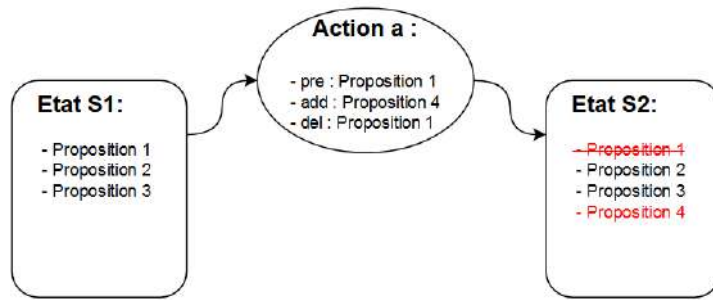 Action a :
- pre : Proposition 1
- add : Proposition 4
- del : Proposition 1
Etat S1:
- Proposition 1
- Proposition 2
- Proposition 3
Etat S2:
- Proposition 1
- Proposition 2
- Proposition 3
- Proposition 4